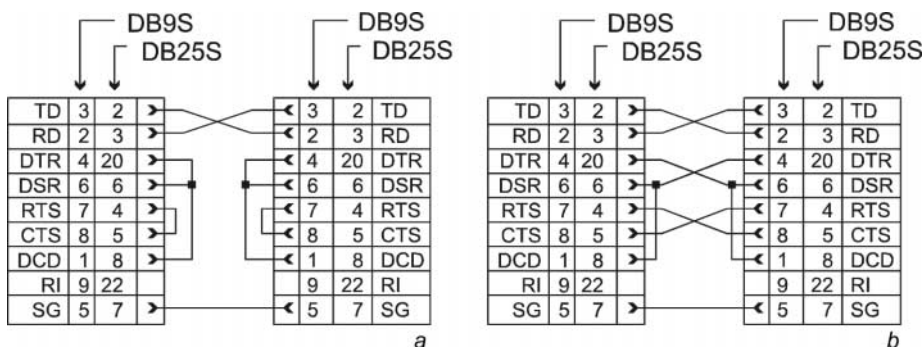 DB9S DB9S DB9S DB9S
DB25S DB25S DB25S DB25S
TD 3 2 3 2 TD TD 3 2 3 2 TD
RD 2 3 2 3 RD RD 2 3 2 3 RD
DTR 4 20 4 20 DTR DTR 4 20 4 20 DTR
DSR 6 6 6 6 DSR DSR 6 6 6 6 DSR
RTS 7 4 7 4 RTS RTS 7 4 7 4 RTS
CTS 8 5 8 5 CTS CTS 8 5 8 5 CTS
DCD 1 8 1 8 DCD DCD 1 8 1 8 DCD
RI 9 22 9 22 RI RI 9 22 9 22 RI
SG 5 7 5 7 SG SG 5 7 5 7 SG
a b